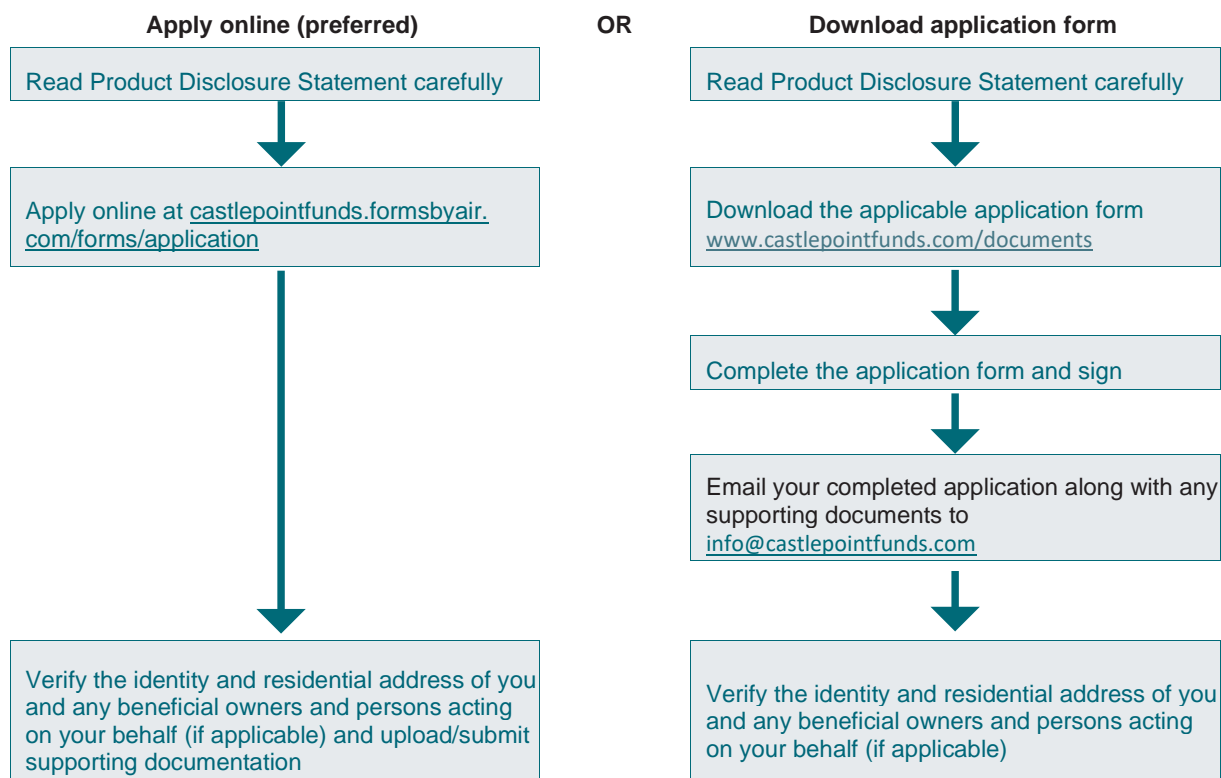 Apply online (preferred)
OR
Download application form
Read Product Disclosure Statement carefully
Apply online at castlepointfunds.formsbyair.
com/forms/application
Verify the identity and residential address of you
and any beneficial owners and persons acting
on your behalf (if applicable) and upload/submit
supporting documentation
Read Product Disclosure Statement carefully
Download the applicable application form
www.castlepointfunds.com/documents
Complete the application form and sign
Email your completed application along with any
supporting documents to
info@castlepointfunds.com
Verify the identity and residential address of you
and any beneficial owners and persons acting
on your behalf (if applicable)